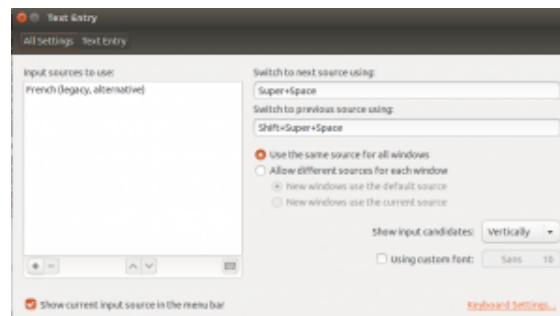 Text Entry
All Settings Text Entry
Input sources to use:
French (legacy, alternative)
Switch to next source using:
Super+Space
Switch to previous source using:
Shift+Super+Space
Use the same source for all windows
Allow different sources for each window
New windows use the default source
New windows use the current source
Show input candidates: Vertically
Using custom font: Sans 10
Show current input source in the menu bar
Keyboard Settings...